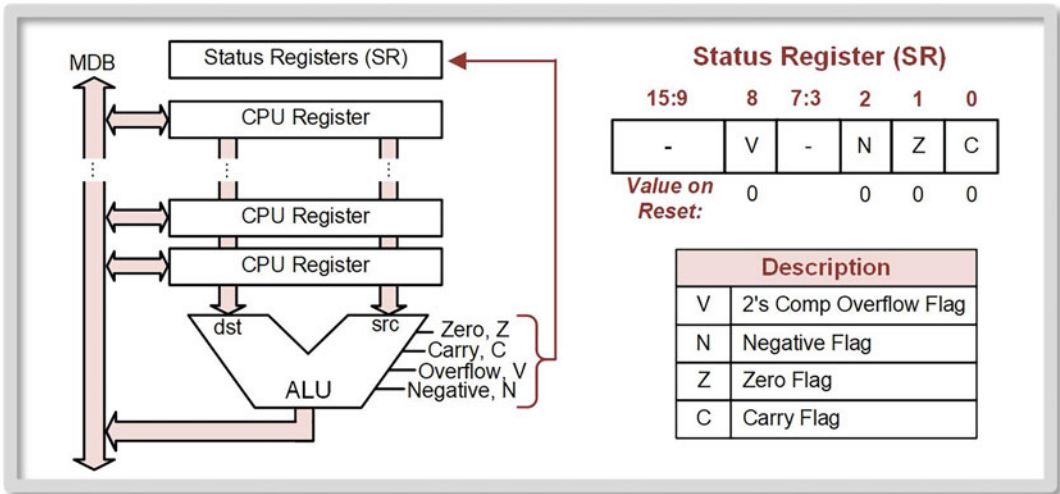 MDB
Status Registers (SR)
CPU Register
CPU Register
CPU Register
dst
src
ALU
Zero, Z
Carry, C
Overflow, V
Negative, N
Status Register (SR)
15:9 8 7:3 2 1 0
- V - N Z C
Value on
Reset:
0 0 0 0
Description
V 2's Comp Overflow Flag
N Negative Flag
Z Zero Flag
C Carry Flag